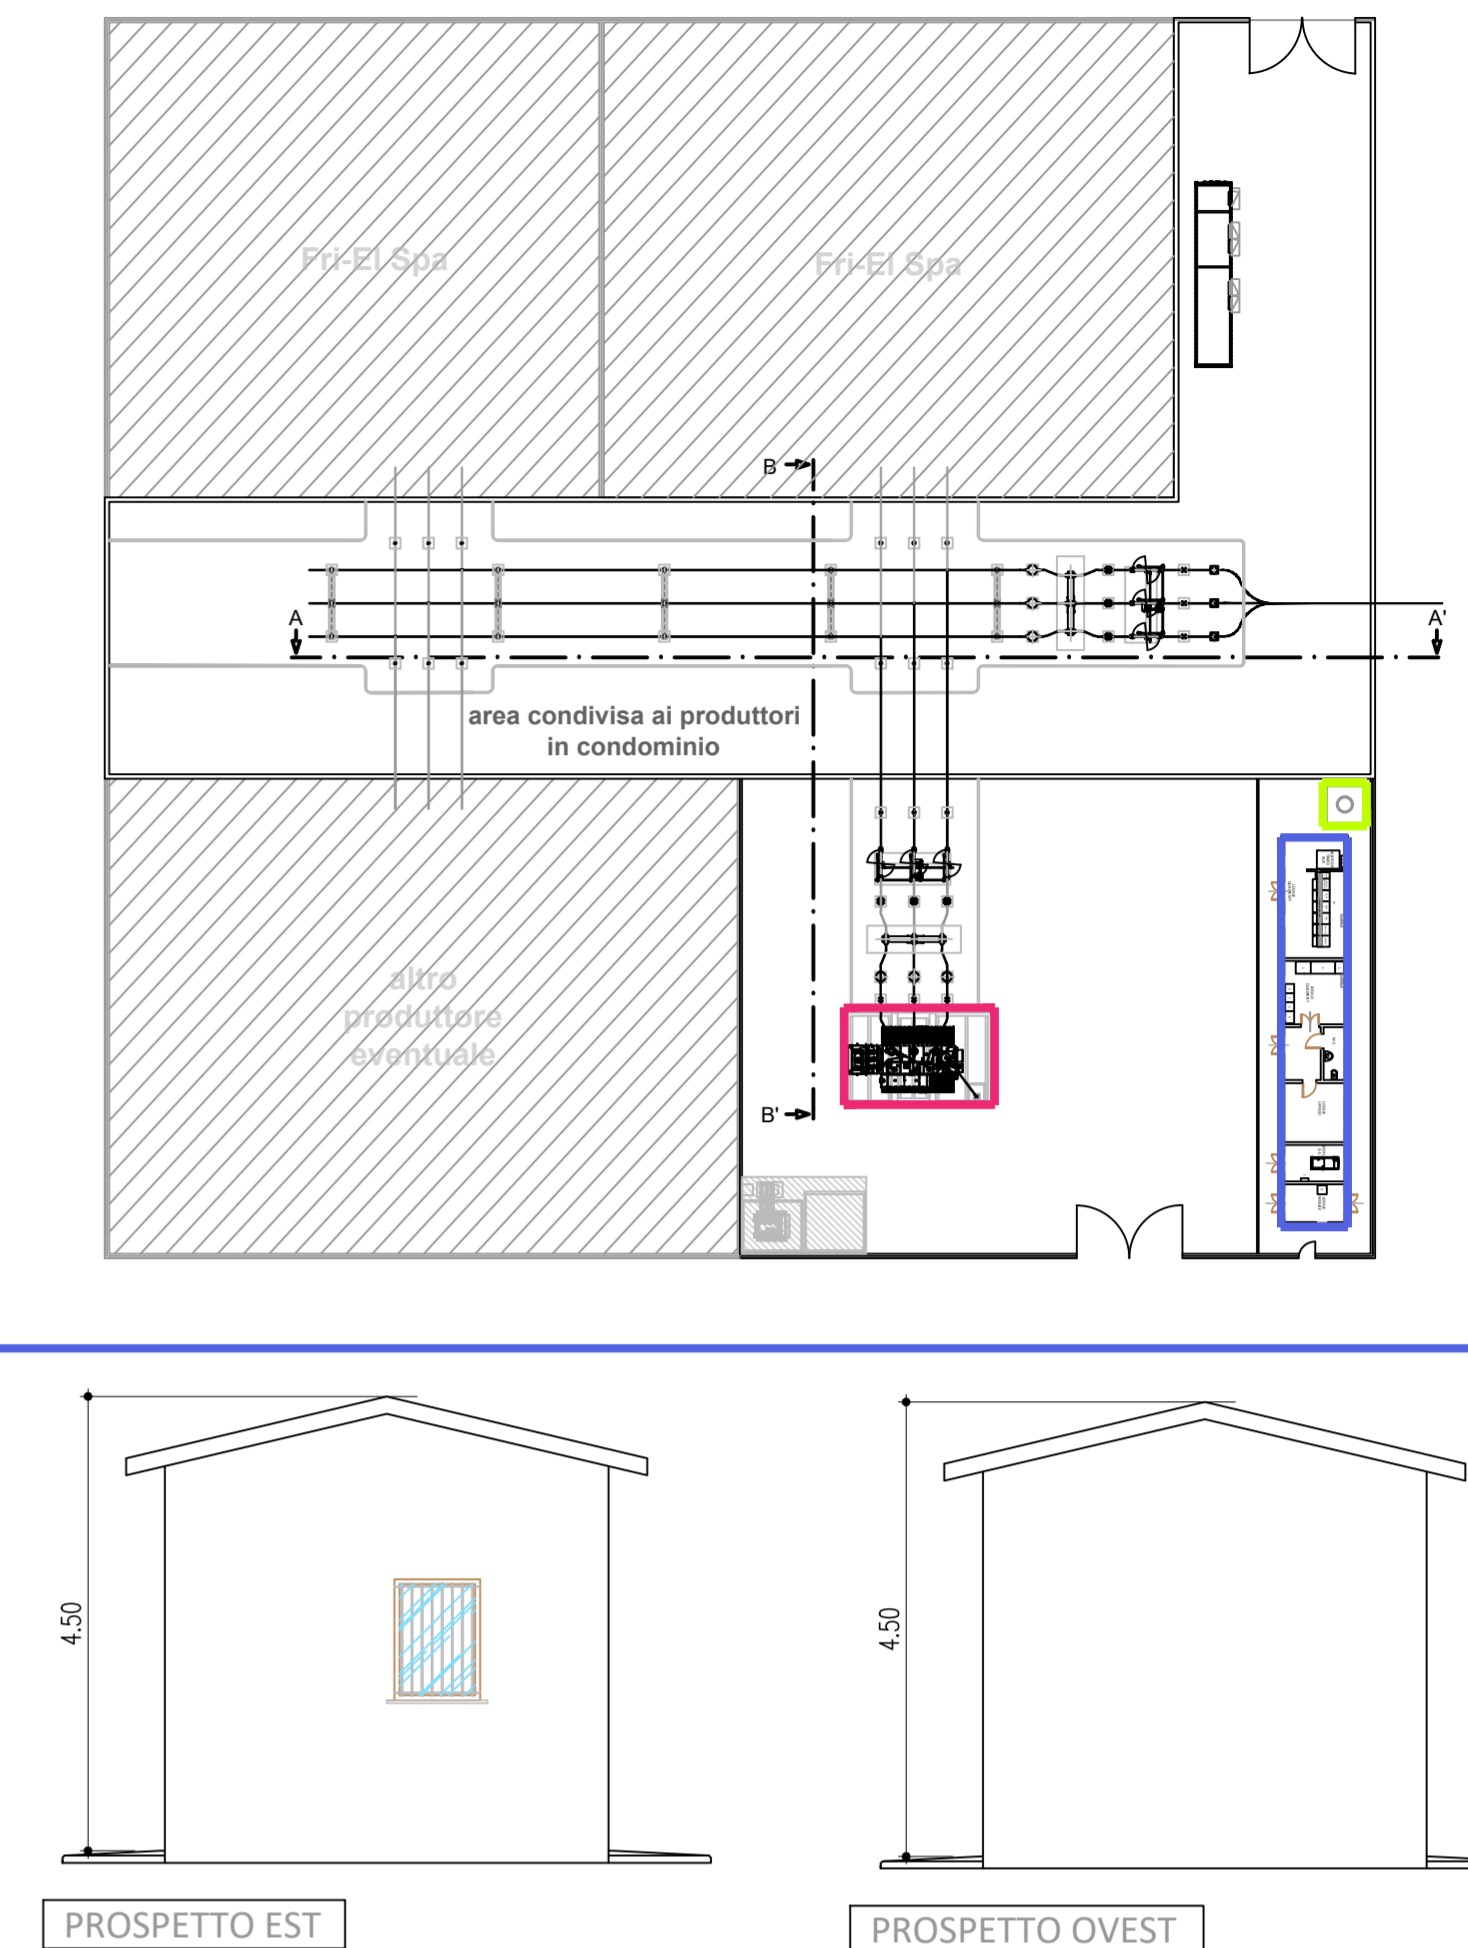 Fri-El Spa
Fri-El Spa
B
A
A'
area condivisa ai produttori
in condominio
altro
produttore
eventuale
B'
4.50
4.50
PROSPETTO EST
PROSPETTO OVEST